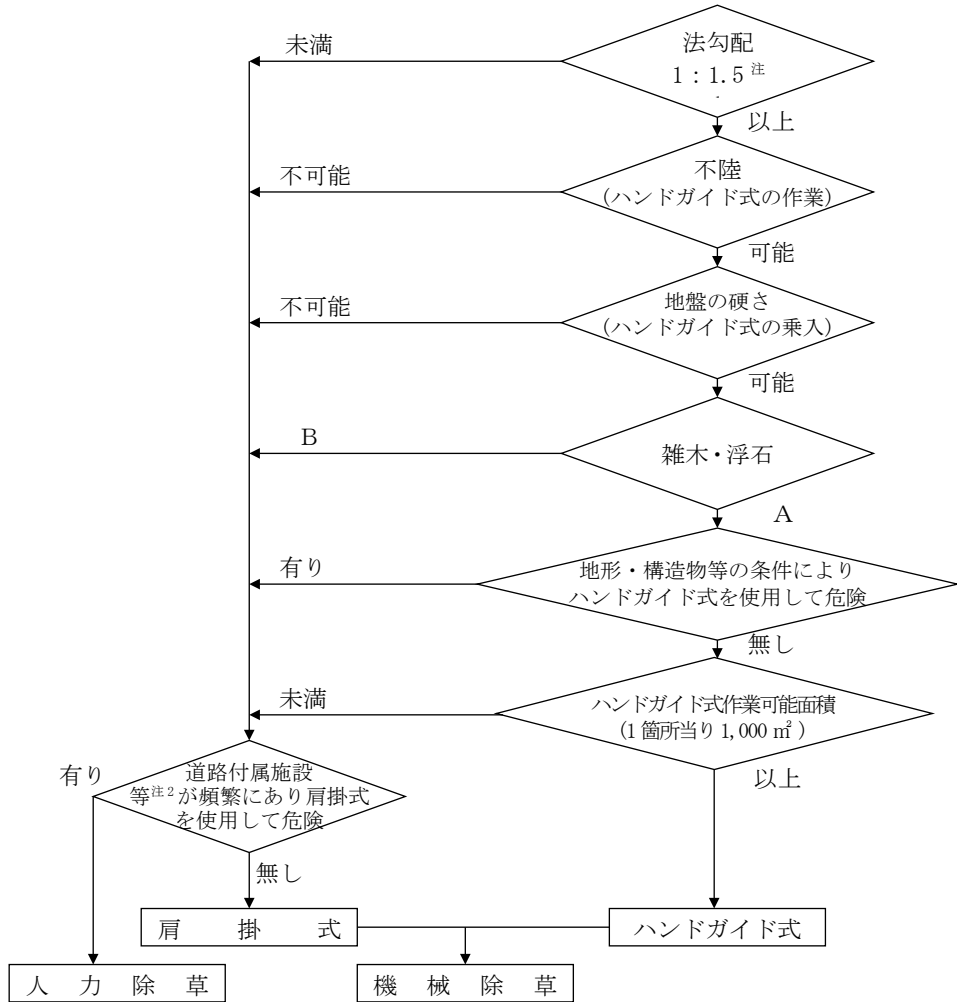 法勾配
1：1.5 注
未満
以上
不陸
(ハンドガイド式の作業)
不可能
可能
地盤の硬さ
(ハンドガイド式の乗入)
不可能
可能
雑木・浮石
B
A
地形・構造物等の条件により
ハンドガイド式を使用して危険
有り
無し
ハンドガイド式作業可能面積
(1箇所当り1,000㎡)
未満
以上
道路付属施設
等注2が頻繁にあり肩掛式
を使用して危険
有り
無し
肩掛式
ハンドガイド式
人力除草
機械除草